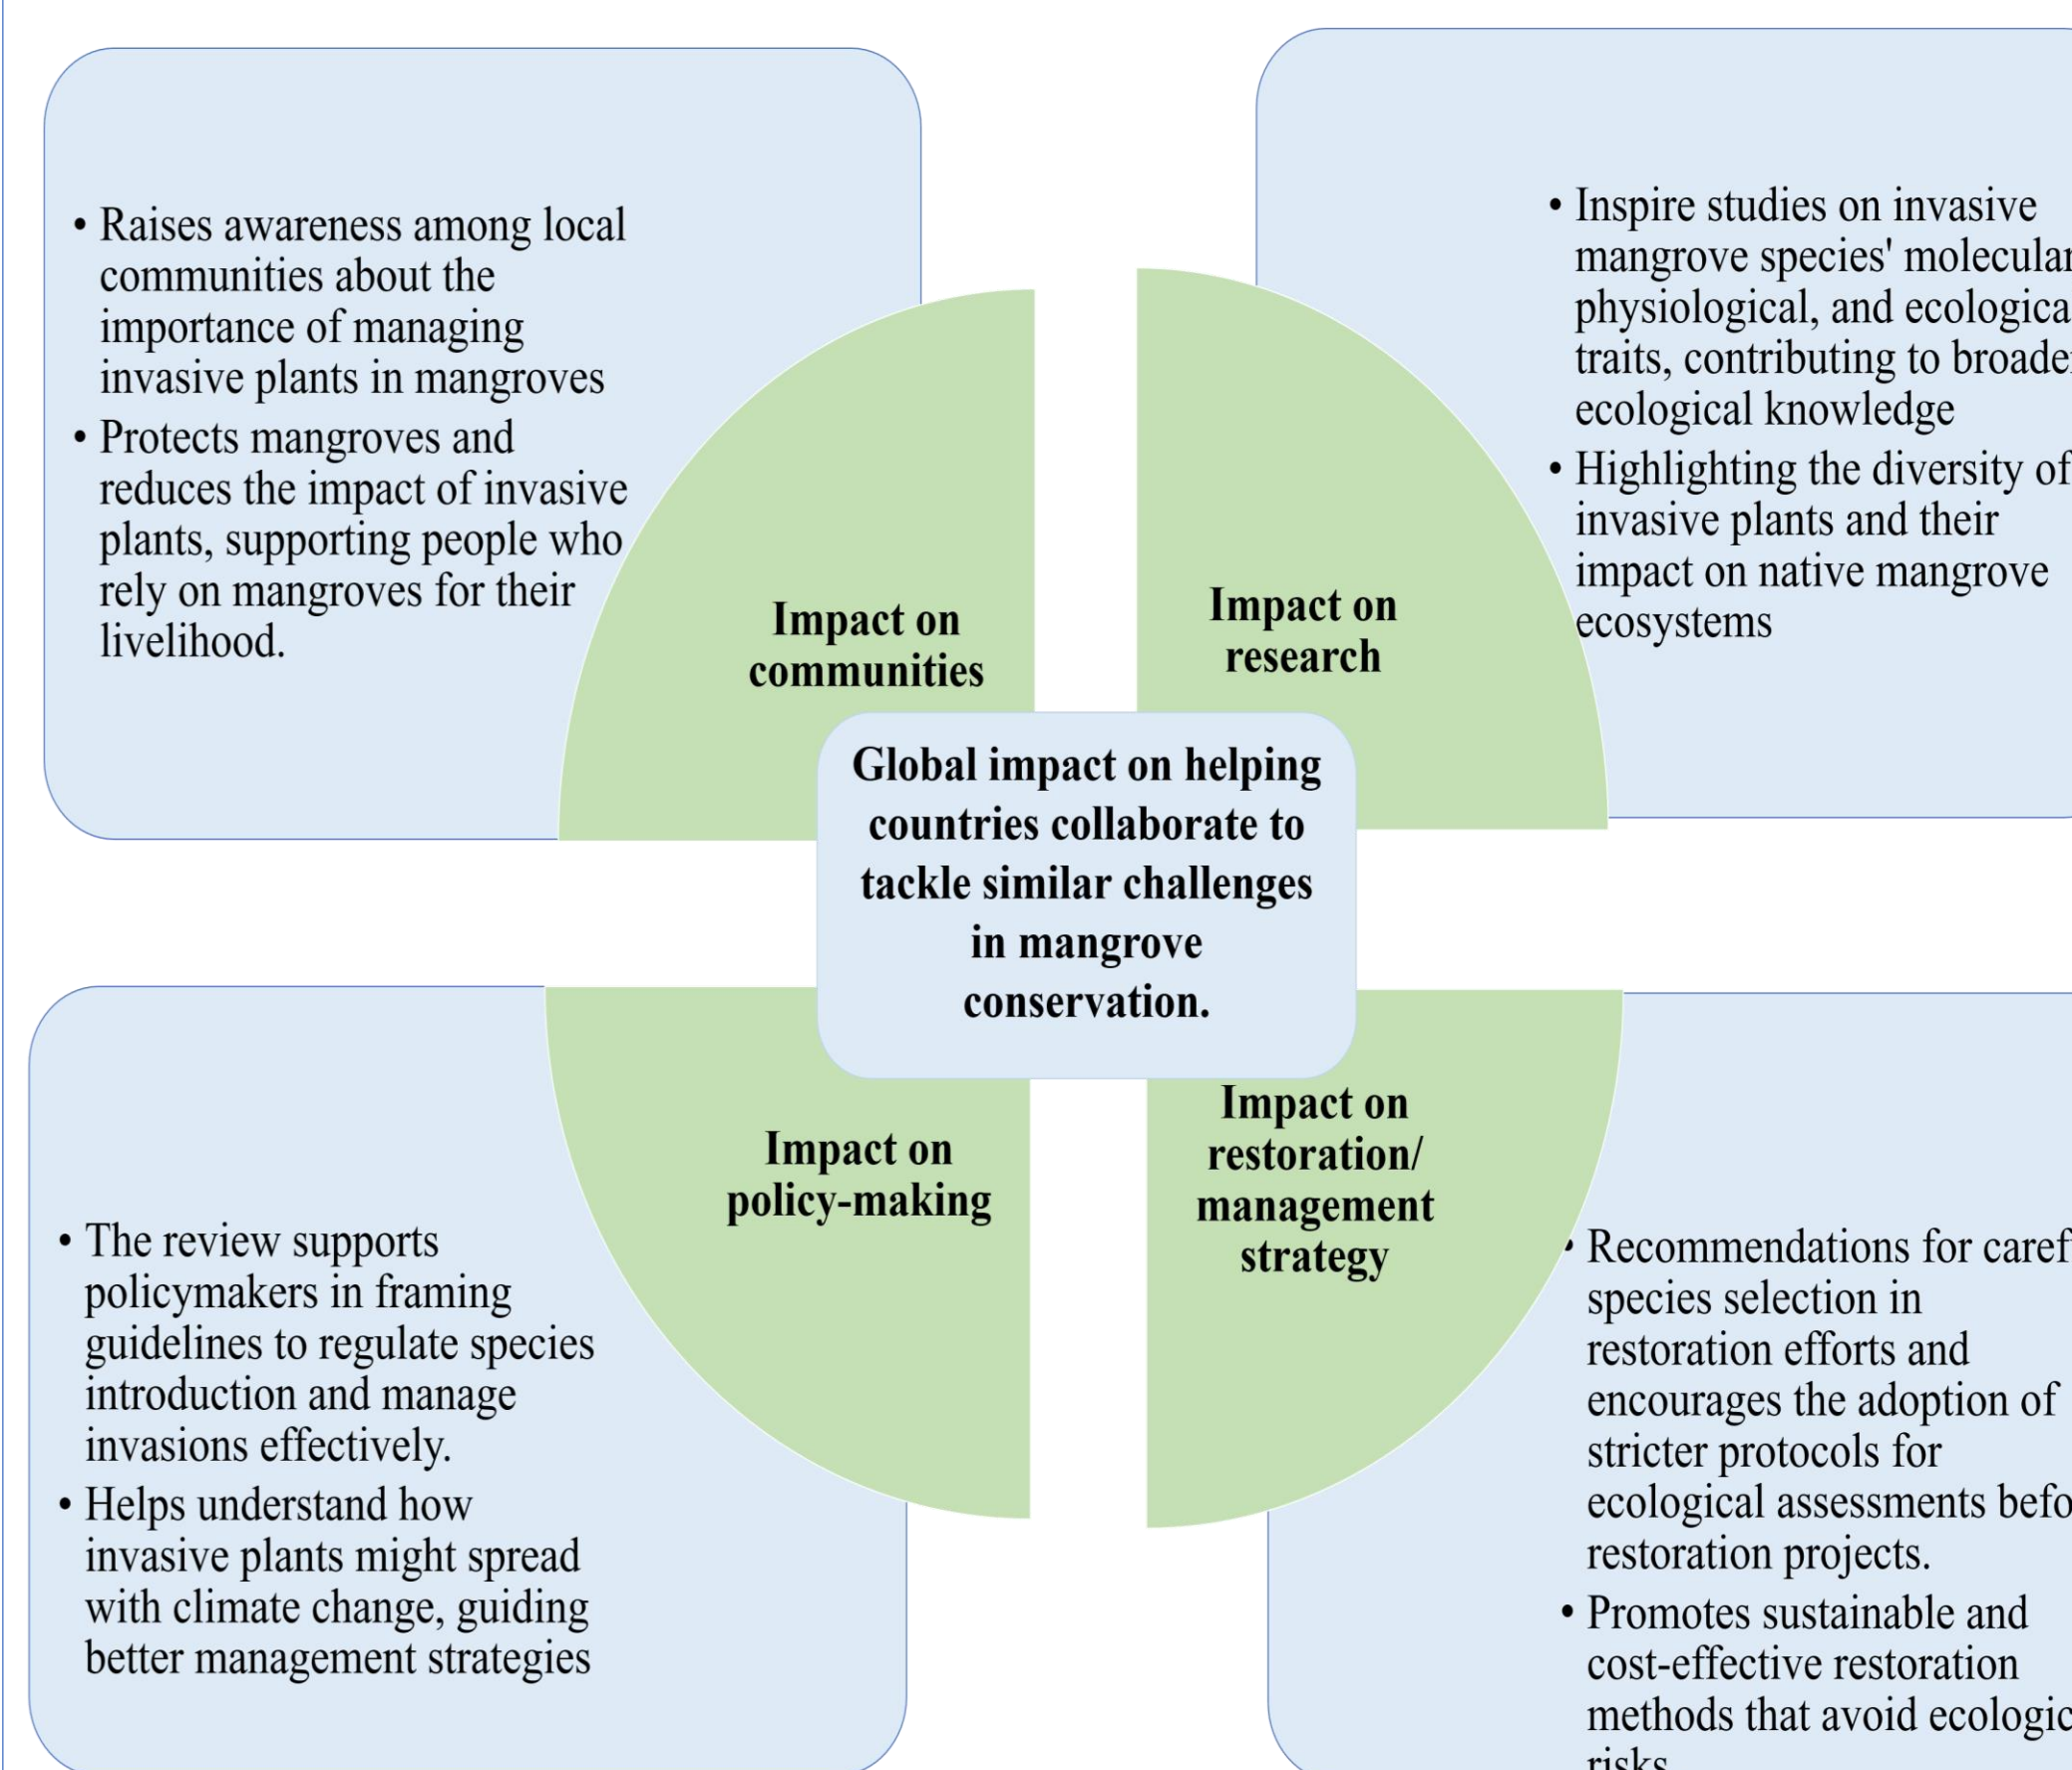 • Raises awareness among local
communities about the
importance of managing
invasive plants in mangroves
• Protects mangroves and
reduces the impact of invasive
plants, supporting people who
rely on mangroves for their
livelihood.
Impact on
communities
• Inspire studies on invasive
mangrove species' molecular
physiological, and ecological
traits, contributing to broader
ecological knowledge
• Highlighting the diversity of
invasive plants and their
impact on native mangrove
ecosystems
Impact on
research
Global impact on helping
countries collaborate to
tackle similar challenges
in mangrove
conservation.
Impact on
policy-making
• The review supports
policymakers in framing
guidelines to regulate species
introduction and manage
invasions effectively.
• Helps understand how
invasive plants might spread
with climate change, guiding
better management strategies
Impact on
restoration/
management
strategy
• Recommendations for caref
species selection in
restoration efforts and
encourages the adoption of
stricter protocols for
ecological assessments befo
restoration projects.
• Promotes sustainable and
cost-effective restoration
methods that avoid ecologic
risks